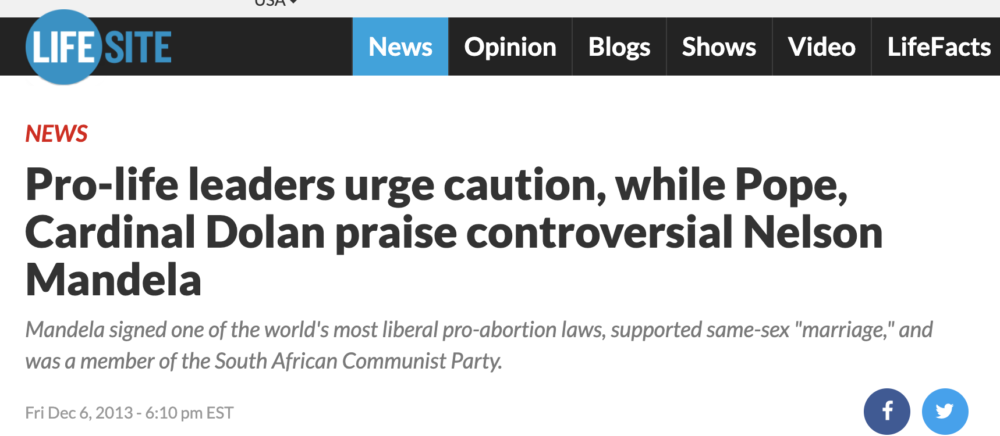 USA
LIFE SITE
News Opinion Blogs Shows Video LifeFacts
NEWS
Pro-life leaders urge caution, while Pope,
Cardinal Dolan praise controversial Nelson
Mandela
Mandela signed one of the world's most liberal pro-abortion laws, supported same-sex "marriage," and
was a member of the South African Communist Party.
Fri Dec 6, 2013 - 6:10 pm EST